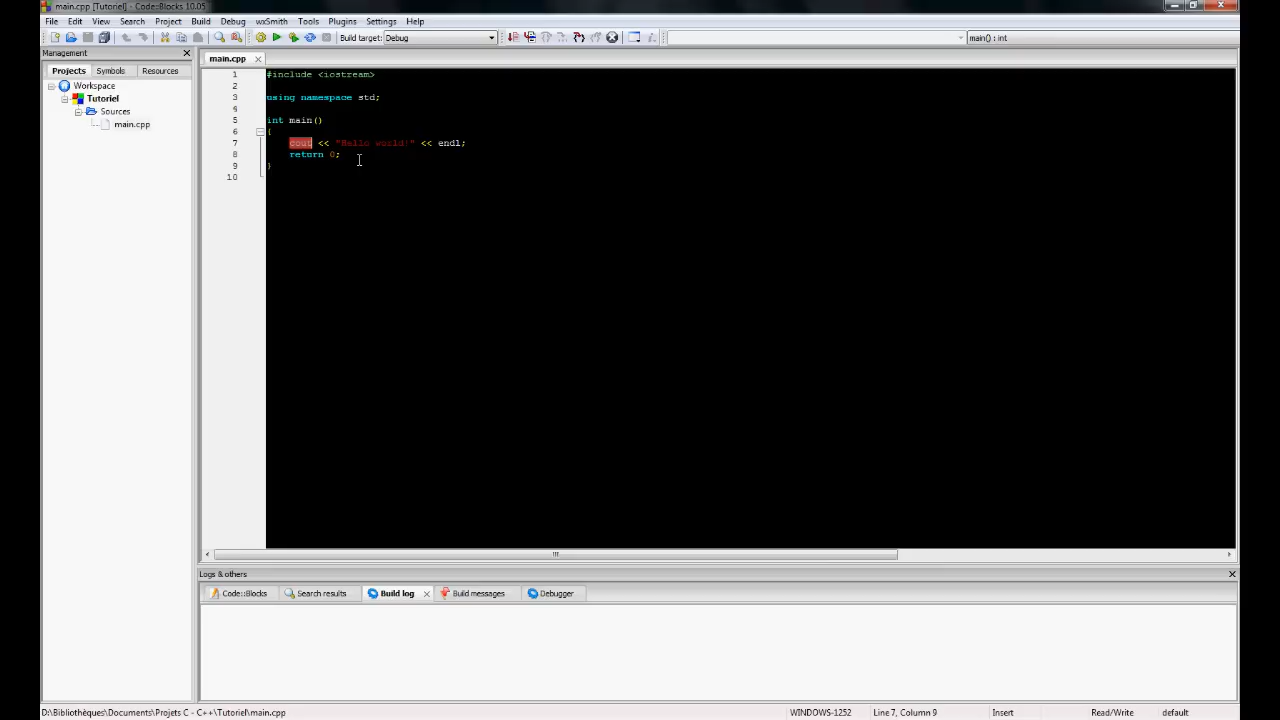 main.cpp [Tutoriel] - Code::Blocks 10.05
File Edit View Search Project Build Debug wxSmith Tools Plugins Settings Help
Build target: Debug
main() : int
Management
main.cpp
Projects Symbols Resources
Workspace
Tutoriel
Sources
main.cpp
1 #include <iostream>
2
3 using namespace std;
4
5 int main()
6 {
7 cout << "Hello world!" << endl;
8 return 0;
9 }
10
Logs & others
Code::Blocks Search results Build log Build messages Debugger
D:\Bibliothèques\Documents\Projets C - C++\Tutoriel\main.cpp WINDOWS-1252 Line 7, Column 9 Insert Read/Write default